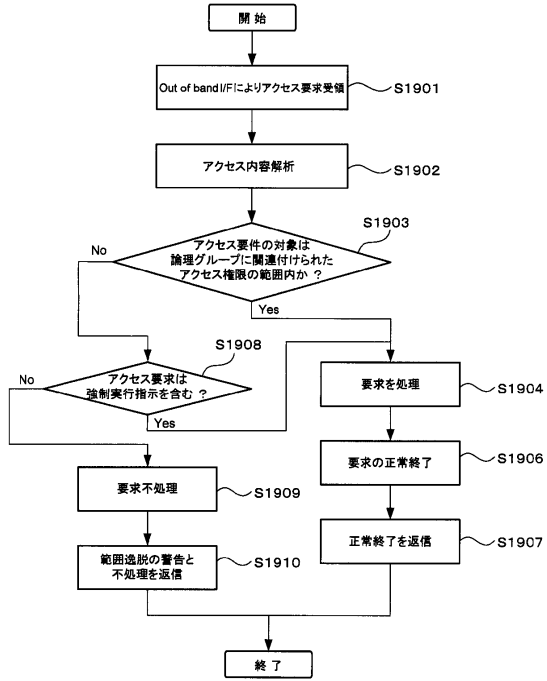 開 始
Out of band I/Fによりアクセス要求受領
S1901
アクセス内容解析
S1902
S1903
アクセス要件の対象は
論理グループに関連付けられた
アクセス権限の範囲内か ?
No
Yes
S1908
アクセス要求は
強制実行指示を含む ?
No
Yes
要求を処理
S1904
要求の正常終了
S1906
要求不処理
S1909
正常終了を返信
S1907
範囲逸脱の警告と
不処理を返信
S1910
終 了